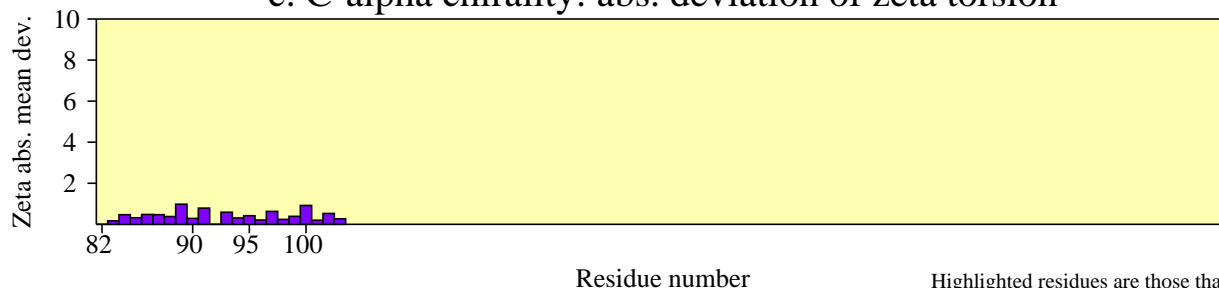 c. C-alpha chirality: abs. deviation of zeta torsion
Zeta abs. mean dev.
10
8
6
4
2
82 90 95 100
Residue number
Highlighted residues are those tha